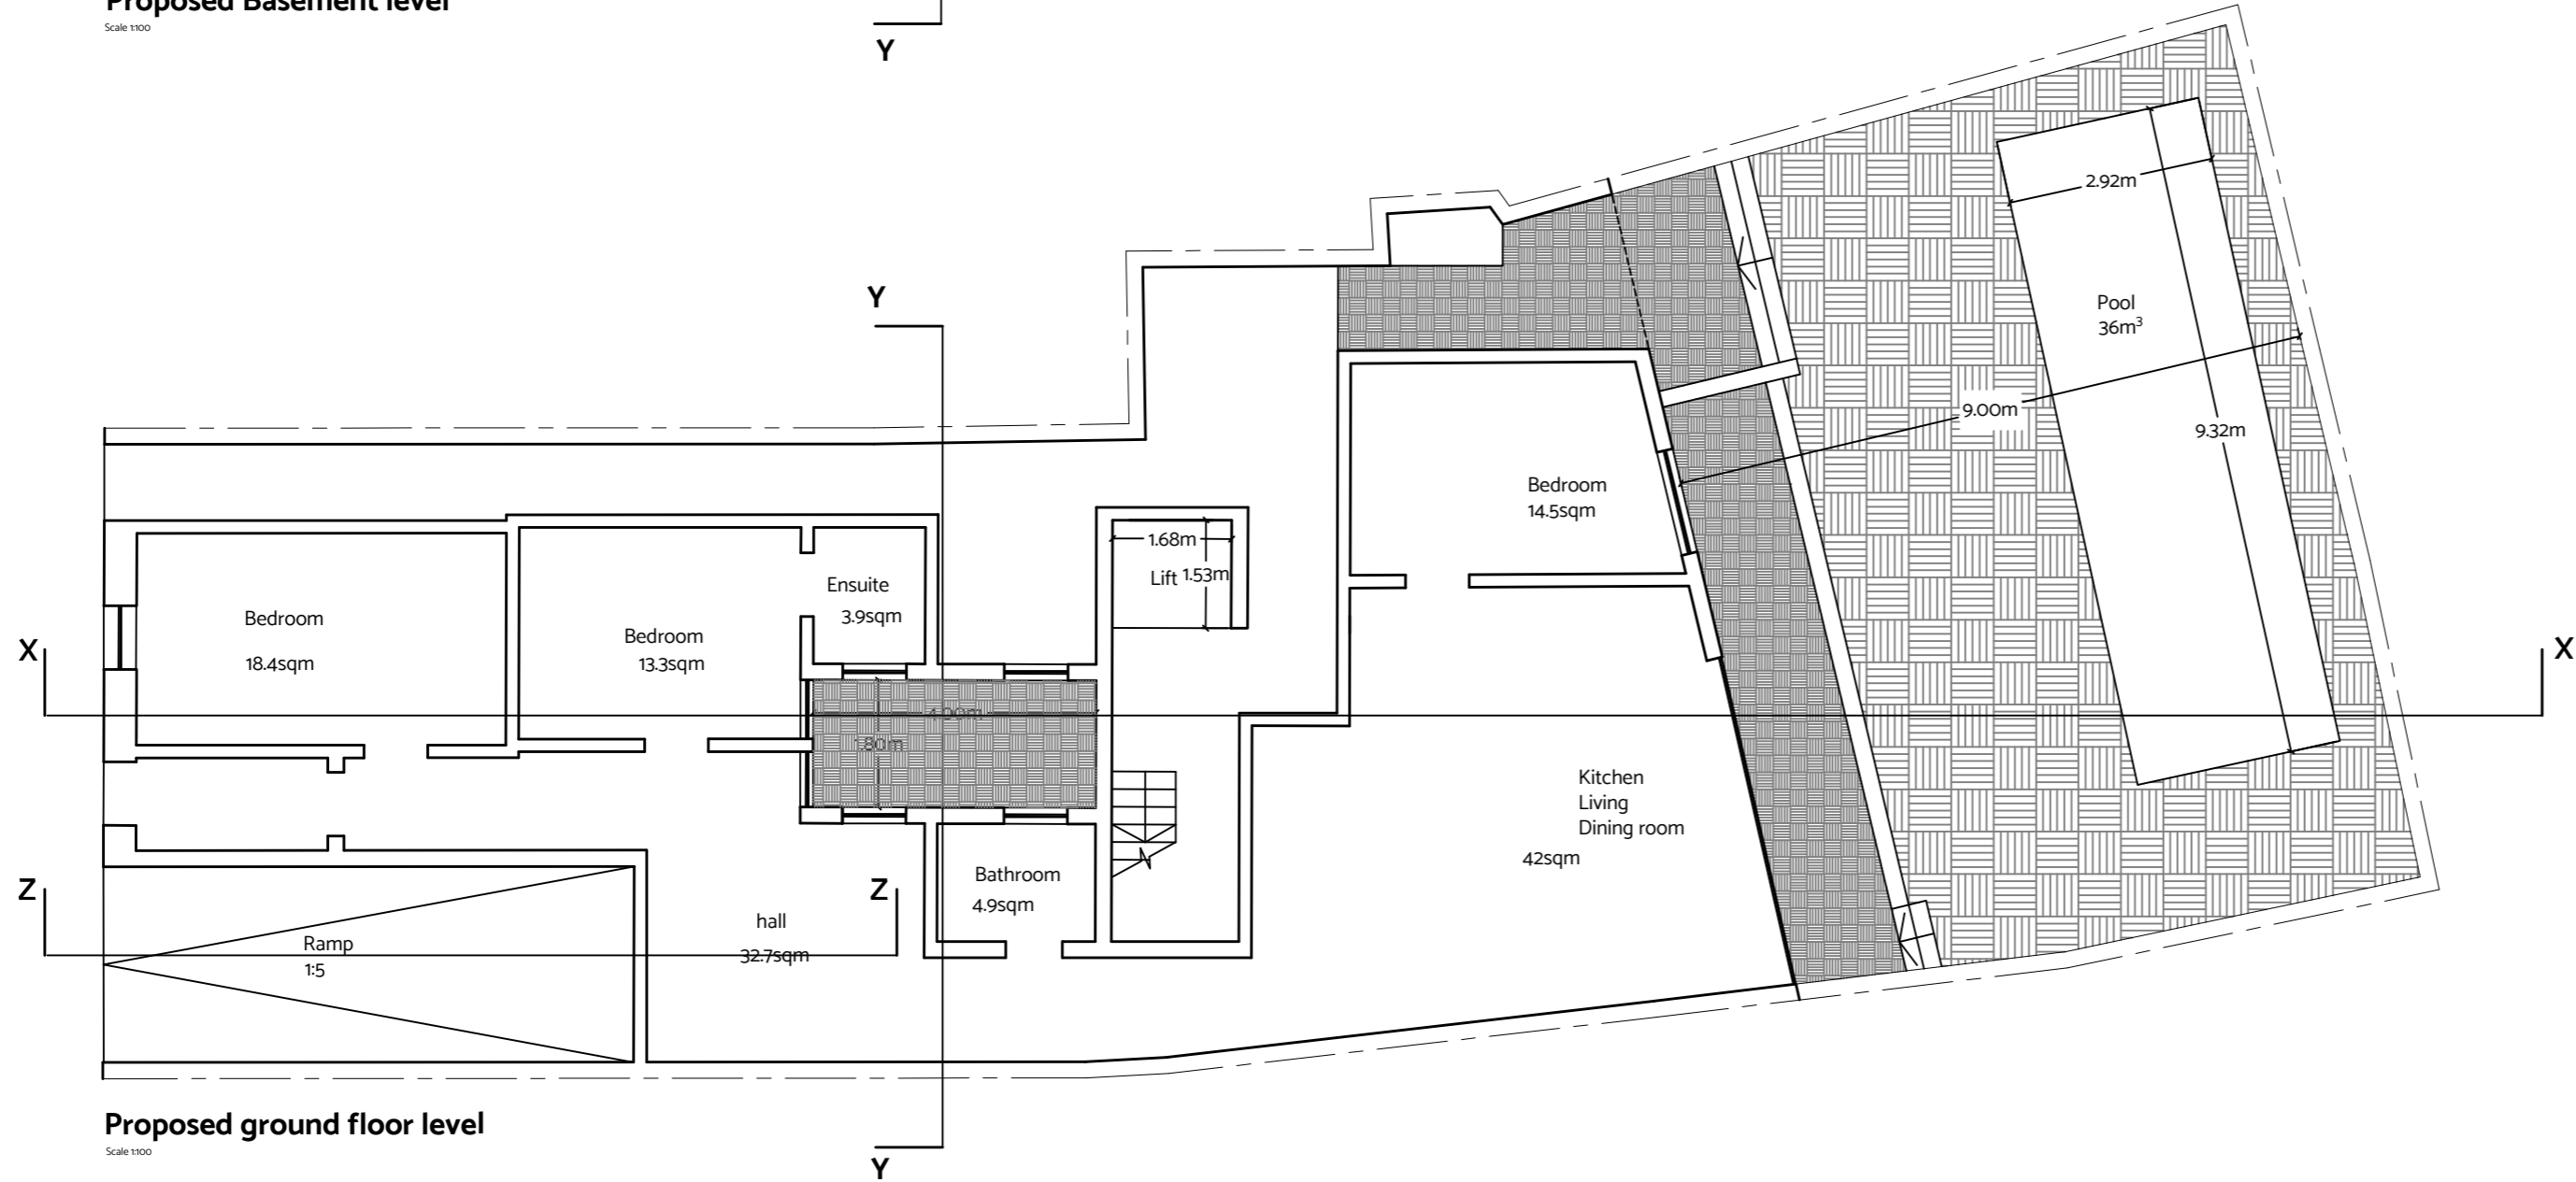 Proposed Basement level
Scale 1:100
Y
Y
2.92m
Pool
36m³
9.00m
9.32m
Bedroom
14.5sqm
1.68m
Lift 1.53m
Ensuite
3.9sqm
Bedroom
18.4sqm
Bedroom
13.3sqm
X
X
4.00m
1.80m
Kitchen
Living
Dining room
42sqm
Bathroom
4.9sqm
Z
Z
hall
32.7sqm
Ramp
1:5
Proposed ground floor level
Scale 1:100
Y